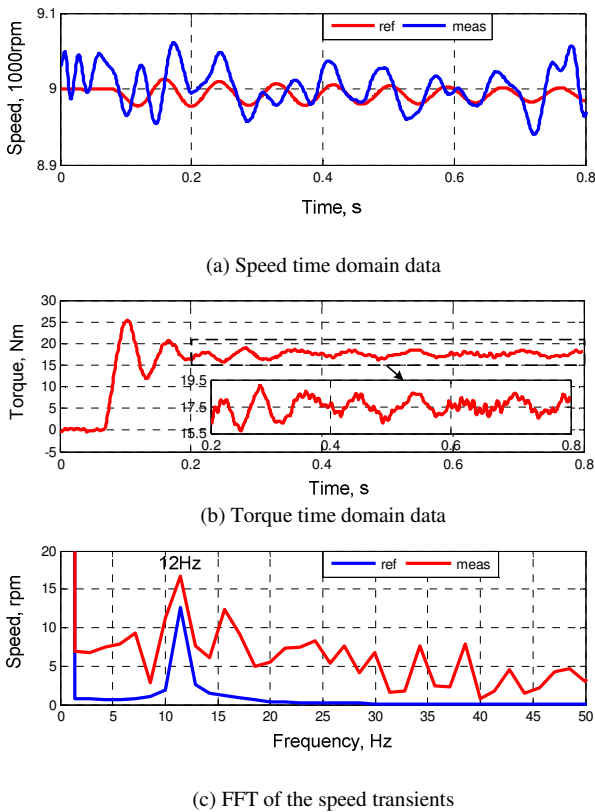 9.1
9
8.9
Speed, 1000rpm
ref meas
0 0.2 0.4 0.6 0.8
Time, s
(a) Speed time domain data
30
25
20
15
10
5
0
-5
Torque, Nm
19.5
17.5
15.5
0.2 0.4 0.6 0.8
0 0.2 0.4 0.6 0.8
Time, s
(b) Torque time domain data
20
15
10
5
0
Speed, rpm
12Hz
ref meas
0 5 10 15 20 25 30 35 40 45 50
Frequency, Hz
(c) FFT of the speed transients